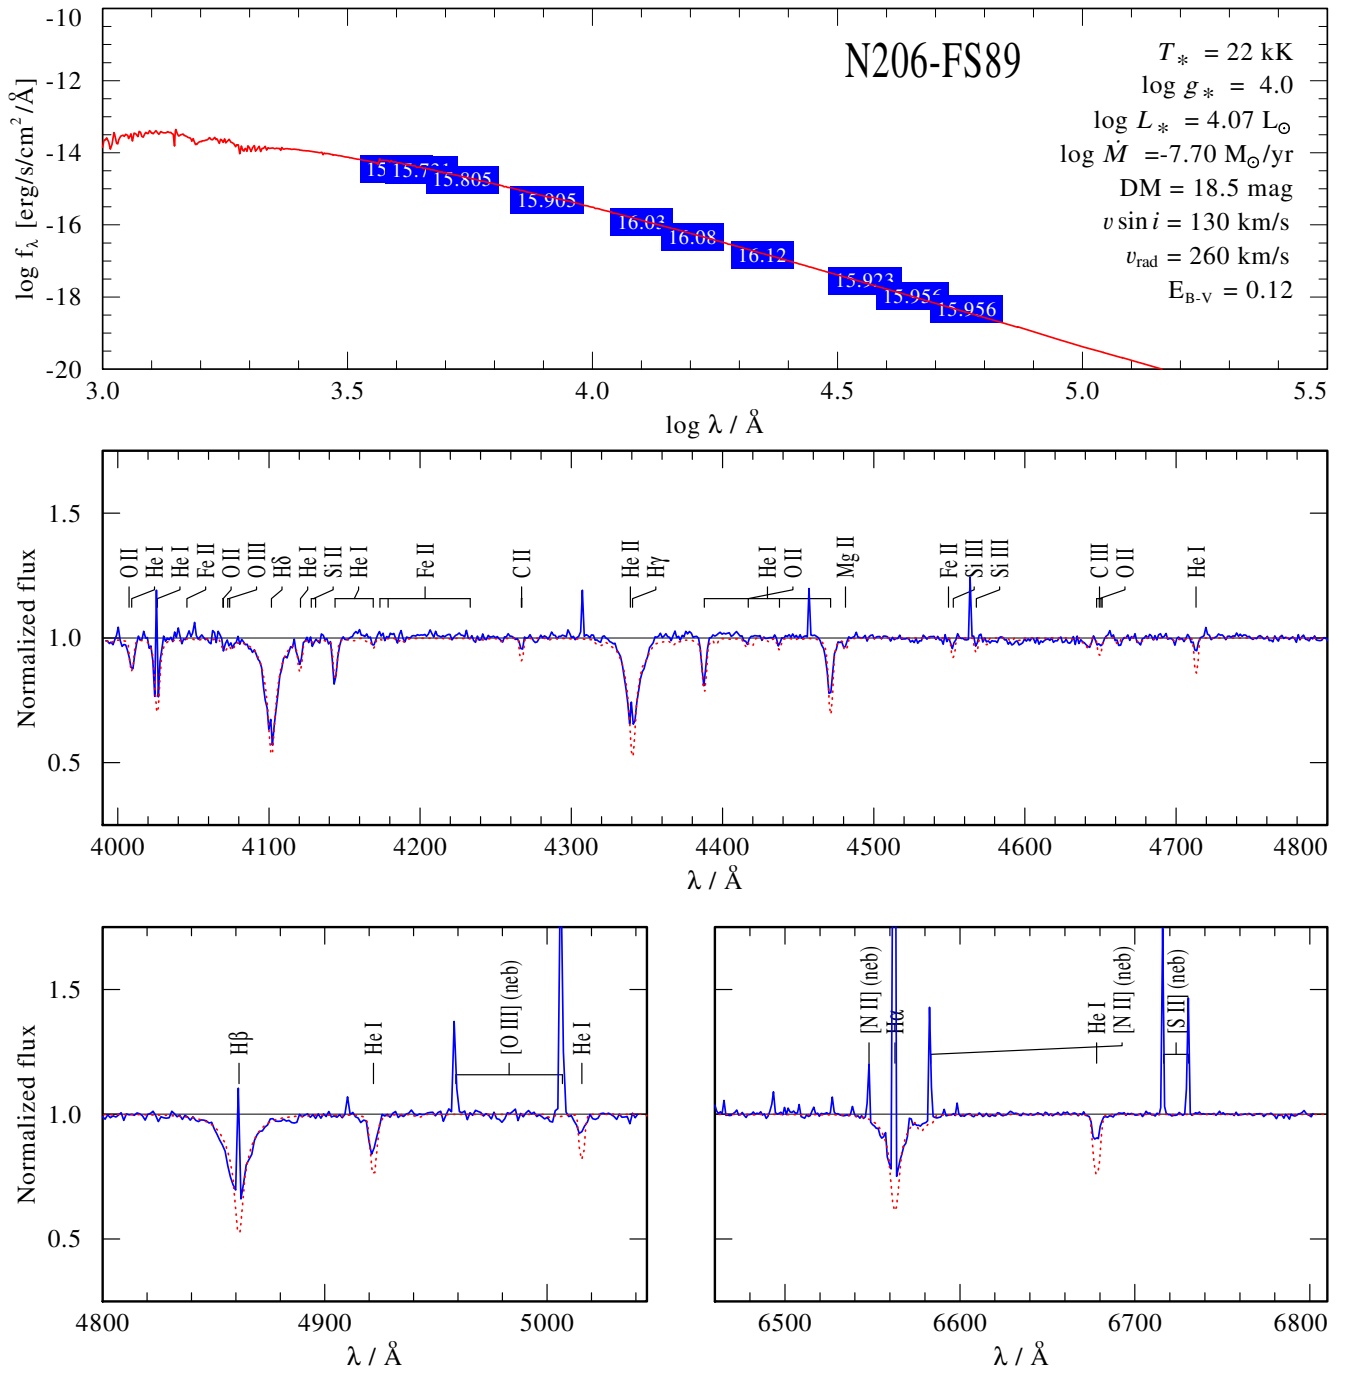 N206-FS89
T* = 22 kK
log g* = 4.0
log L* = 4.07 L⊙
log Ṁ =-7.70 M⊙/yr
DM = 18.5 mag
v sin i = 130 km/s
vrad = 260 km/s
EB-V = 0.12
log fλ [erg/s/cm²/Å]
-10
-12
-14
-16
-18
-20
15.805
15.905
16.03
16.08
16.12
15.923
15.956
15.956
3.0 3.5 4.0 4.5 5.0 5.5
log λ / Å
Normalized flux
1.5
1.0
0.5
O II He I He I Fe II O II O III Hδ He I Si II He I Fe II C II He II Hγ He I O II Mg II Fe II Si III Si III C III O II He I
4000 4100 4200 4300 4400 4500 4600 4700 4800
λ / Å
Normalized flux
1.5
1.0
0.5
Hβ He I [O III] (neb) He I
4800 4900 5000
λ / Å
[N II] (neb) Hα He I [N II] (neb) [S II] (neb)
6500 6600 6700 6800
λ / Å